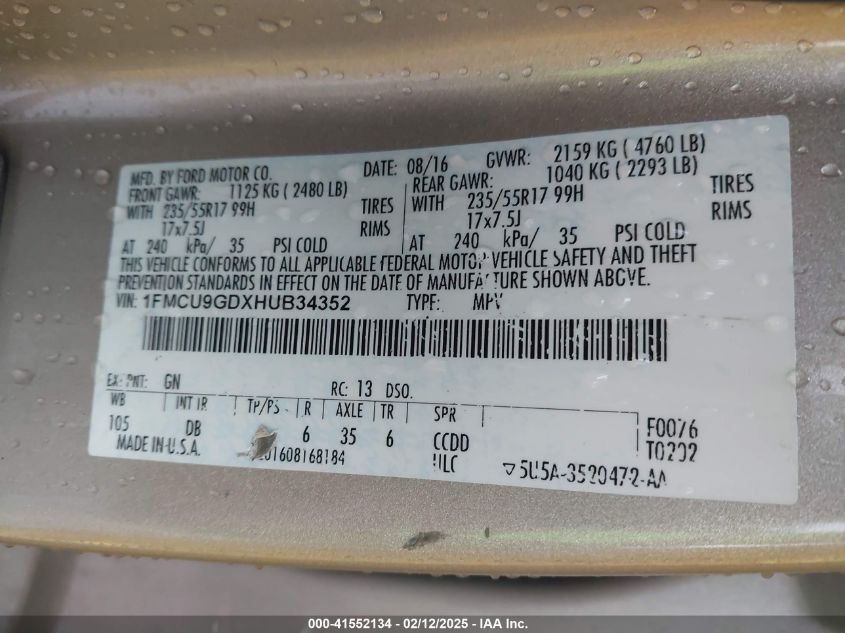 MFD. BY FORD MOTOR CO. DATE: 08/16 GVWR: 2159 KG ( 4760 LB)
FRONT GAWR: 1125 KG ( 2480 LB) REAR GAWR: 1040 KG ( 2293 LB)
WITH 235/55R17 99H TIRES WITH 235/55R17 99H TIRES
17x7.5J RIMS 17x7.5J RIMS
AT 240 kPa/ 35 PSI COLD AT 240 kPa/ 35 PSI COLD
THIS VEHICLE CONFORMS TO ALL APPLICABLE FEDERAL MOTOR VEHICLE SAFETY AND THEFT
PREVENTION STANDARDS IN EFFECT ON THE DATE OF MANUFACTURE SHOWN ABOVE.
VIN: 1FMCU9GDXHUB34352 TYPE: MPV
EXT PNT: GN RC: 13 DSO:
WB INT TR TP/PS R AXLE TR SPR
105 DB 6 35 6 CCDD F0076
MADE IN U.S.A. T0202
000-41552134 - 02/12/2025 - IAA Inc.